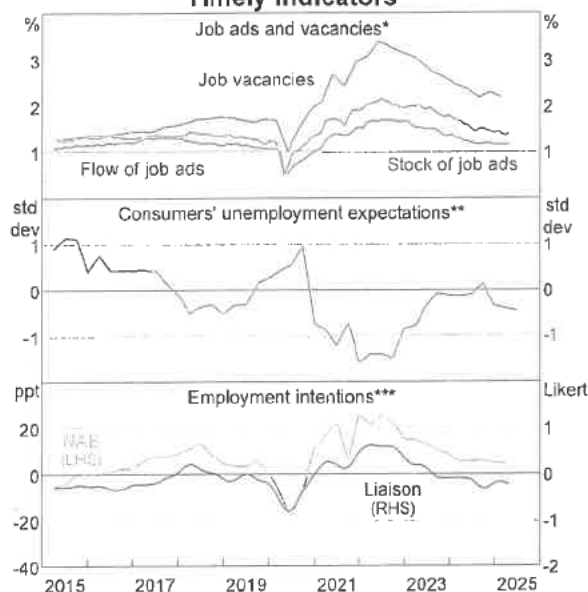 Timely Indicators
% Job ads and vacancies* %
3 3
Job vacancies
2 2
1 1
Flow of job ads Stock of job ads
std dev Consumers' unemployment expectations** std dev
1 1
0 0
-1 -1
ppt Employment intentions*** Likert
20 1
NAB
(LHS)
0 0
Liaison
(RHS)
-20 -1
-40 -2
2015 2017 2019 2021 2023 2025